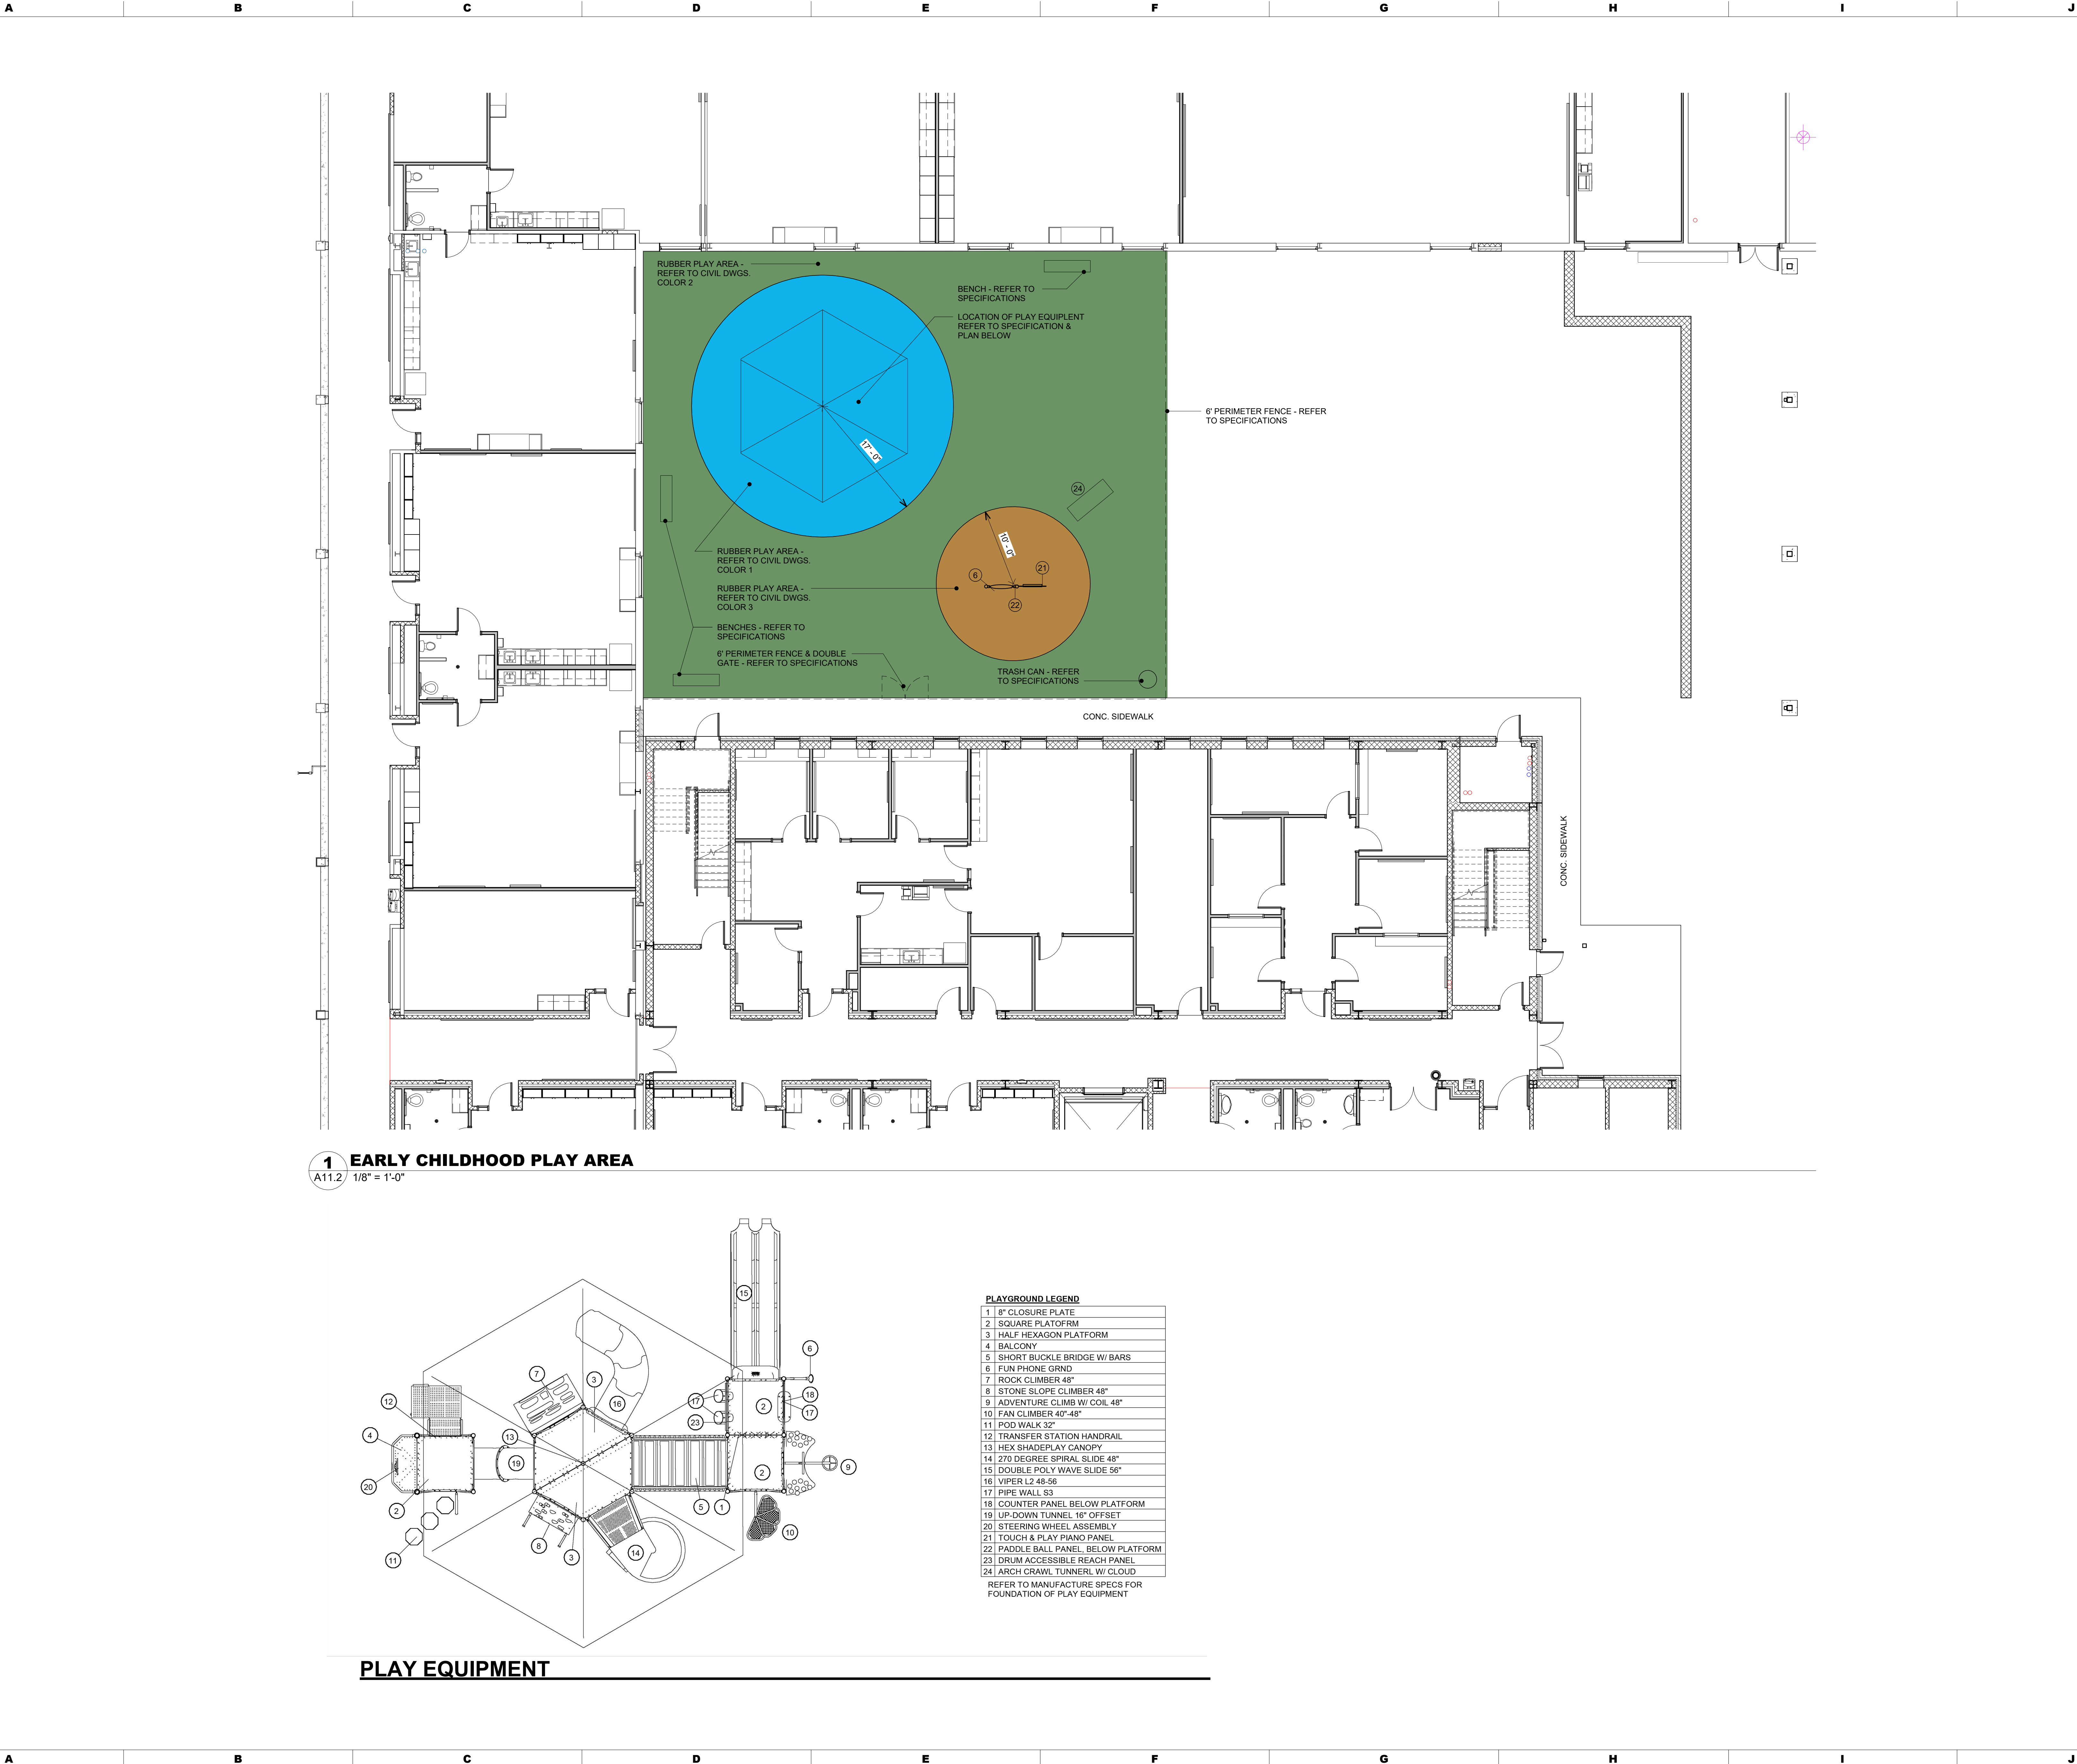 A B C D E F G H I J
RUBBER PLAY AREA -
REFER TO CIVIL DWGS.
COLOR 2
BENCH - REFER TO
SPECIFICATIONS
LOCATION OF PLAY EQUIPLENT
REFER TO SPECIFICATION &
PLAN BELOW
6' PERIMETER FENCE - REFER
TO SPECIFICATIONS
17' - 0"
24
10' - 0"
RUBBER PLAY AREA -
REFER TO CIVIL DWGS.
COLOR 1
6
21
22
RUBBER PLAY AREA -
REFER TO CIVIL DWGS.
COLOR 3
BENCHES - REFER TO
SPECIFICATIONS
6' PERIMETER FENCE & DOUBLE
GATE - REFER TO SPECIFICATIONS
TRASH CAN - REFER
TO SPECIFICATIONS
CONC. SIDEWALK
CONC. SIDEWALK
1
A11.2
EARLY CHILDHOOD PLAY AREA
1/8" = 1'-0"
15
6
7
3
12
16
17
2
18
17
23
4
13
19
2
9
20
2
5
1
10
11
8
3
14
PLAYGROUND LEGEND
1 8" CLOSURE PLATE
2 SQUARE PLATOFRM
3 HALF HEXAGON PLATFORM
4 BALCONY
5 SHORT BUCKLE BRIDGE W/ BARS
6 FUN PHONE GRND
7 ROCK CLIMBER 48"
8 STONE SLOPE CLIMBER 48"
9 ADVENTURE CLIMB W/ COIL 48"
10 FAN CLIMBER 40"-48"
11 POD WALK 32"
12 TRANSFER STATION HANDRAIL
13 HEX SHADEPLAY CANOPY
14 270 DEGREE SPIRAL SLIDE 48"
15 DOUBLE POLY WAVE SLIDE 56"
16 VIPER L2 48-56
17 PIPE WALL S3
18 COUNTER PANEL BELOW PLATFORM
19 UP-DOWN TUNNEL 16" OFFSET
20 STEERING WHEEL ASSEMBLY
21 TOUCH & PLAY PIANO PANEL
22 PADDLE BALL PANEL, BELOW PLATFORM
23 DRUM ACCESSIBLE REACH PANEL
24 ARCH CRAWL TUNNERL W/ CLOUD
REFER TO MANUFACTURE SPECS FOR
FOUNDATION OF PLAY EQUIPMENT
PLAY EQUIPMENT
A B C D E F G H I J